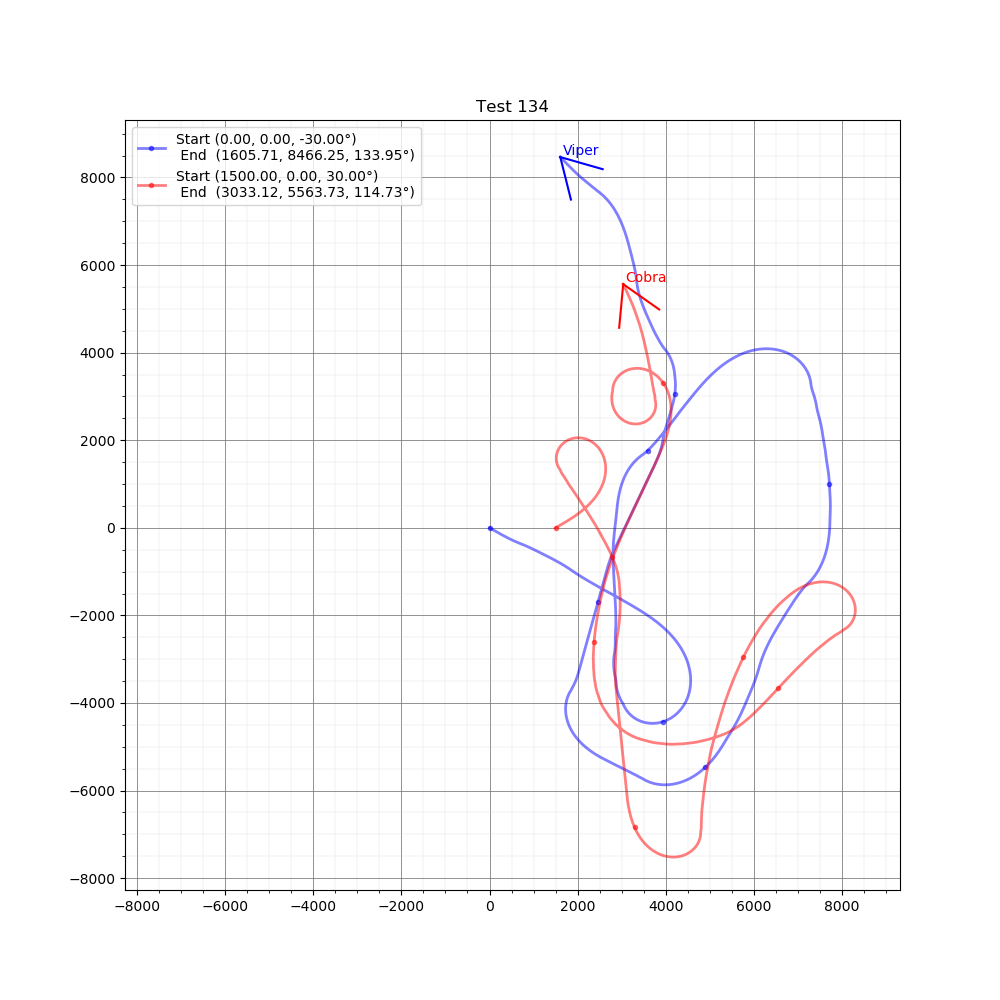 Test 134
Start (0.00, 0.00, -30.00°)
End (1605.71, 8466.25, 133.95°)
Start (1500.00, 0.00, 30.00°)
End (3033.12, 5563.73, 114.73°)
Viper
Cobra
8000
6000
4000
2000
0
−2000
−4000
−6000
−8000
−8000 −6000 −4000 −2000 0 2000 4000 6000 8000